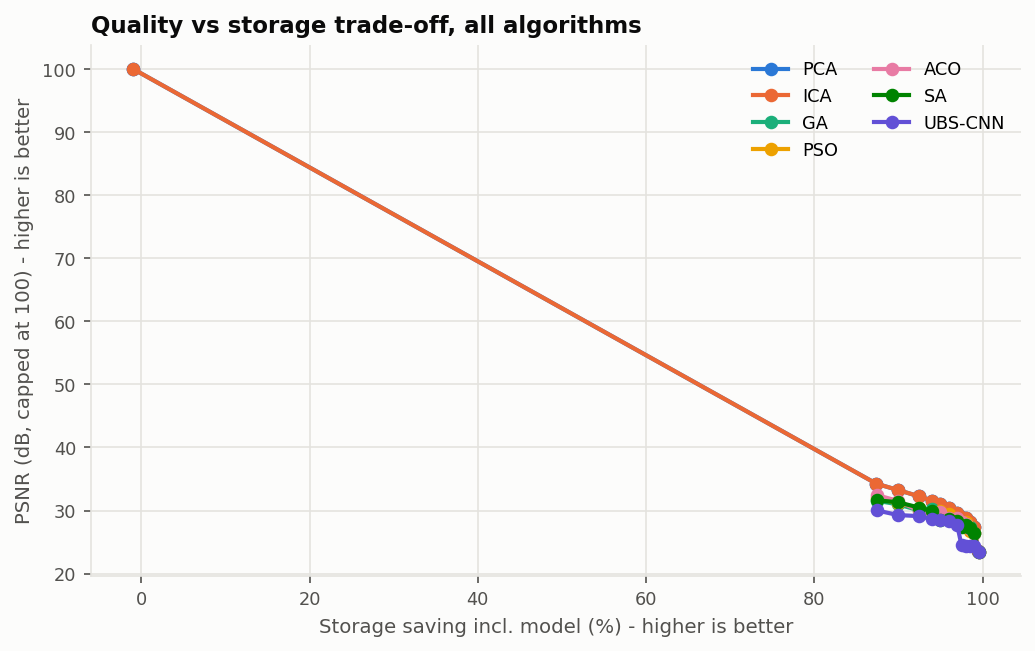 Quality vs storage trade-off, all algorithms
PSNR (dB, capped at 100) - higher is better
100
90
80
70
60
50
40
30
20
PCA
ICA
GA
PSO
ACO
SA
UBS-CNN
0
20
40
60
80
100
Storage saving incl. model (%) - higher is better